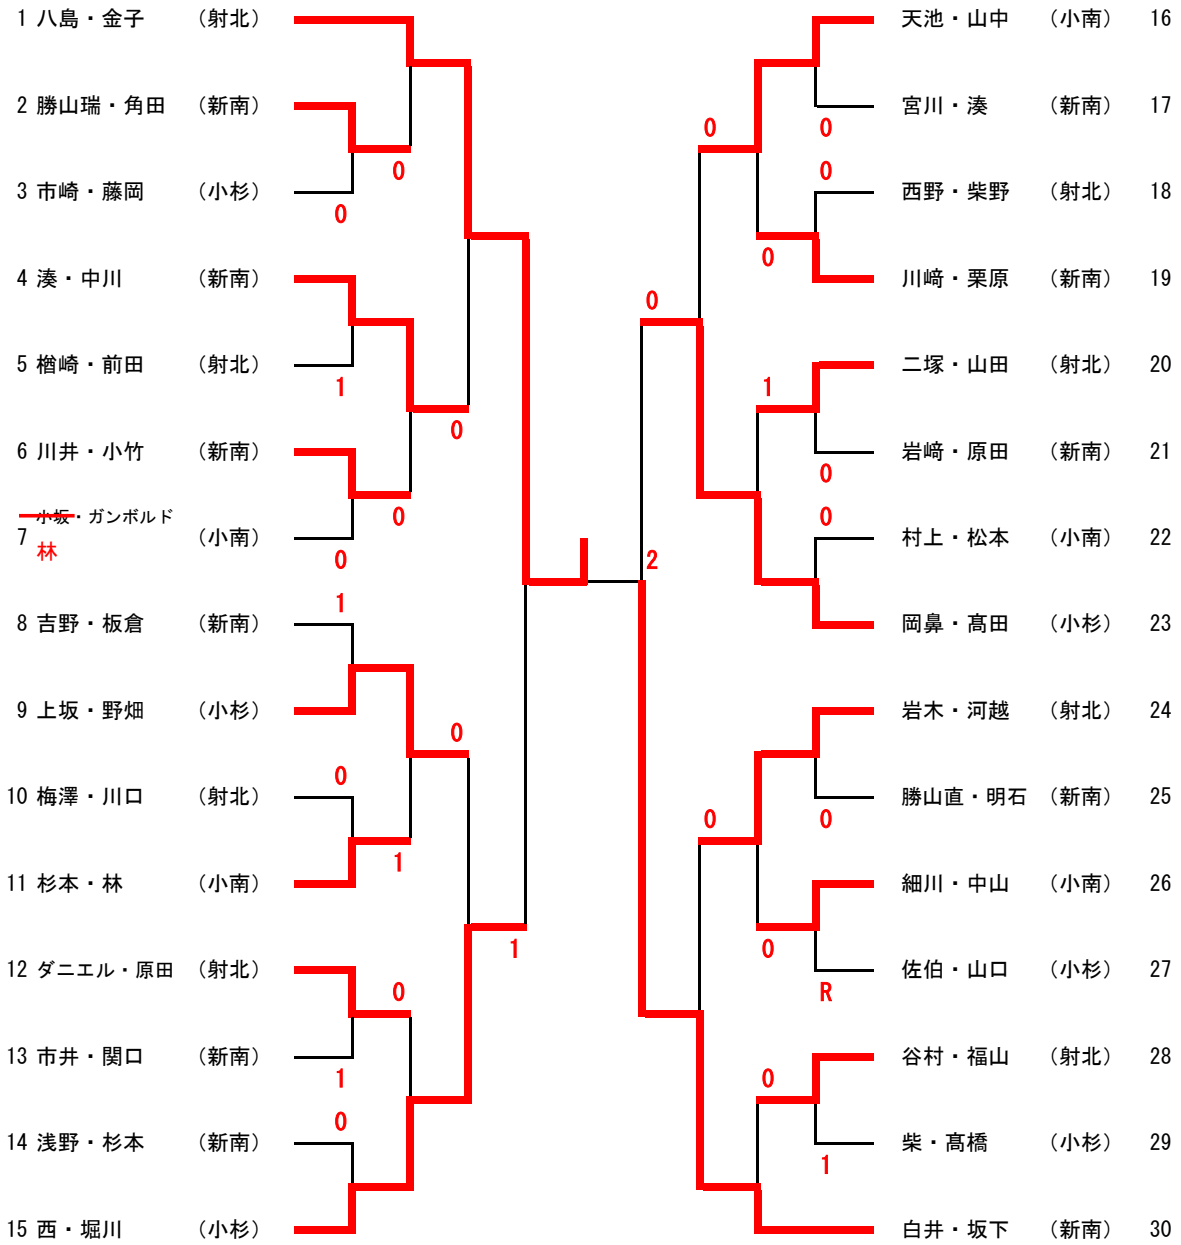 1 八島・金子 (射北)
2 勝山瑞・角田 (新南)
0
3 市崎・藤岡 (小杉)
0
4 湊・中川 (新南)
5 楢崎・前田 (射北)
1
0
6 川井・小竹 (新南)
0
7 小坂・ガンボルド (小南)
林
0
1
8 吉野・板倉 (新南)
9 上坂・野畑 (小杉)
0
0
10 梅澤・川口 (射北)
1
11 杉本・林 (小南)
1
12 ダニエル・原田 (射北)
0
13 市井・関口 (新南)
1
0
14 浅野・杉本 (新南)
15 西・堀川 (小杉)
2
天池・山中 (小南) 16
宮川・湊 (新南) 17
0
0
0
西野・柴野 (射北) 18
0
川﨑・栗原 (新南) 19
0
二塚・山田 (射北) 20
1
岩﨑・原田 (新南) 21
0
0
村上・松本 (小南) 22
岡鼻・髙田 (小杉) 23
岩木・河越 (射北) 24
勝山直・明石 (新南) 25
0
0
細川・中山 (小南) 26
0
佐伯・山口 (小杉) 27
R
谷村・福山 (射北) 28
0
柴・髙橋 (小杉) 29
1
白井・坂下 (新南) 30